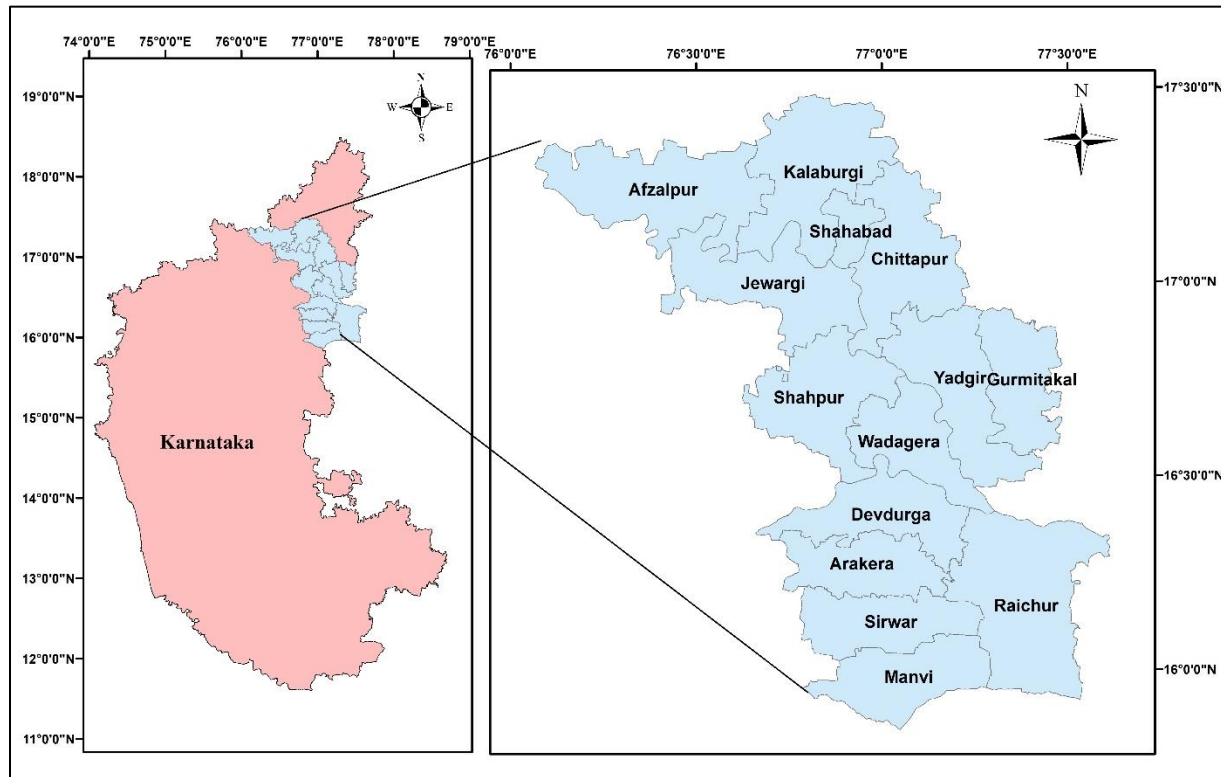 74°0'0"E 75°0'0"E 76°0'0"E 77°0'0"E 78°0'0"E 79°0'0"E
19°0'0"N
18°0'0"N
17°0'0"N
16°0'0"N
15°0'0"N
14°0'0"N
13°0'0"N
12°0'0"N
11°0'0"N
N
W E
S
Karnataka
76°0'0"E 76°30'0"E 77°0'0"E 77°30'0"E
17°30'0"N
17°0'0"N
16°30'0"N
16°0'0"N
N
Kalaburgi
Afzalpur
Shahabad
Chittapur
Jewargi
Yadgir Gurmitakal
Shahpur
Wadagera
Devdurga
Arakera
Raichur
Sirwar
Manvi